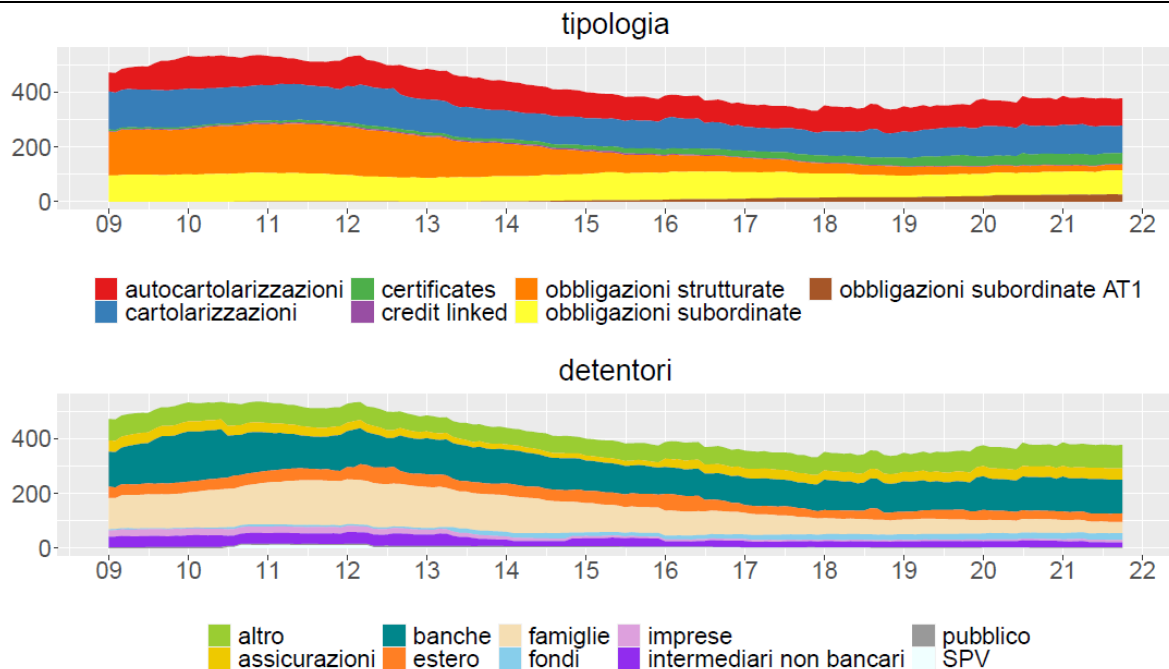 tipologia
400
200
0
09 10 11 12 13 14 15 16 17 18 19 20 21 22
autocartolarizzazioni certificates obbligazioni strutturate obbligazioni subordinate AT1
cartolarizzazioni credit linked obbligazioni subordinate
detentori
400
200
0
09 10 11 12 13 14 15 16 17 18 19 20 21 22
altro banche famiglie imprese pubblico
assicurazioni estero fondi intermediari non bancari SPV